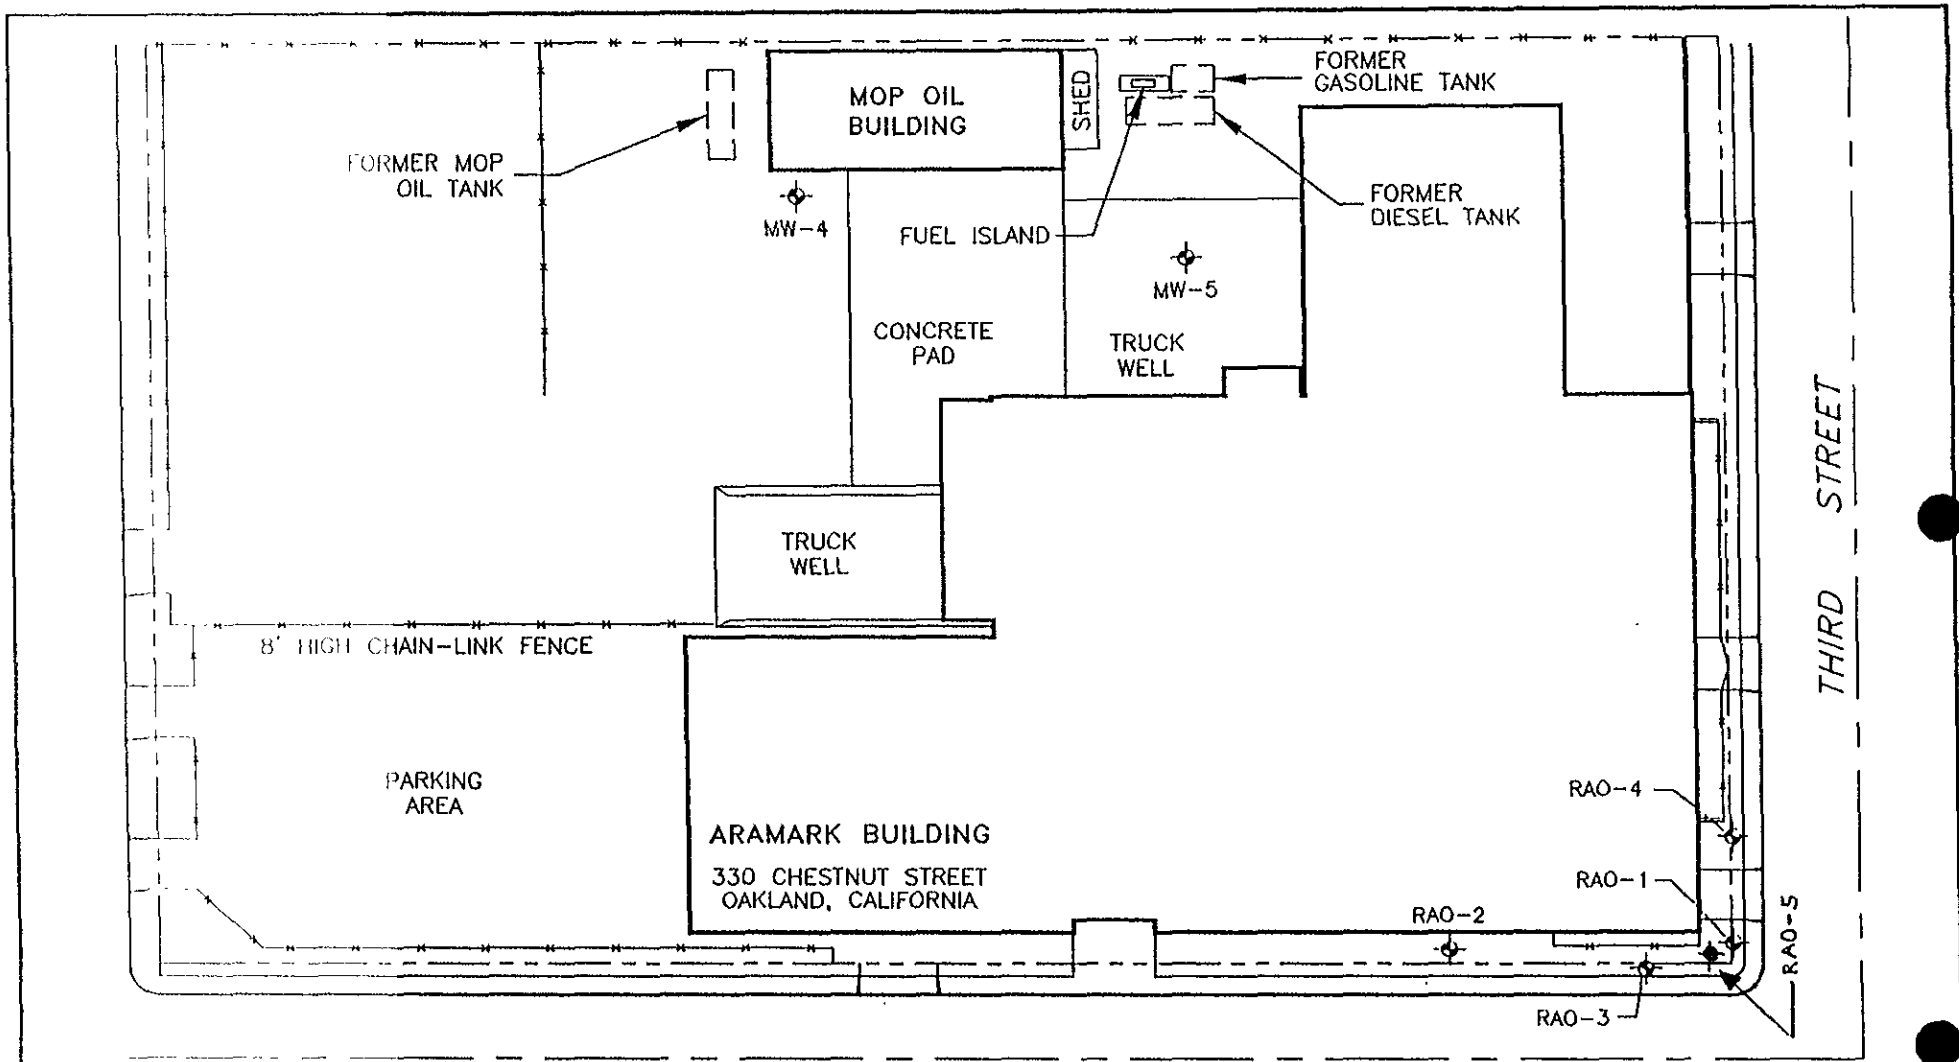 FORMER
GASOLINE TANK
MOP OIL
BUILDING
SHED
FORMER MOP
OIL TANK
FORMER
DIESEL TANK
MW-4
FUEL ISLAND
MW-5
CONCRETE
PAD
TRUCK
WELL
THIRD STREET
TRUCK
WELL
8' HIGH CHAIN-LINK FENCE
PARKING
AREA
RAO-4
ARAMARK BUILDING
330 CHESTNUT STREET
OAKLAND, CALIFORNIA
RAO-1
RAO-2
RAO-5
RAO-3